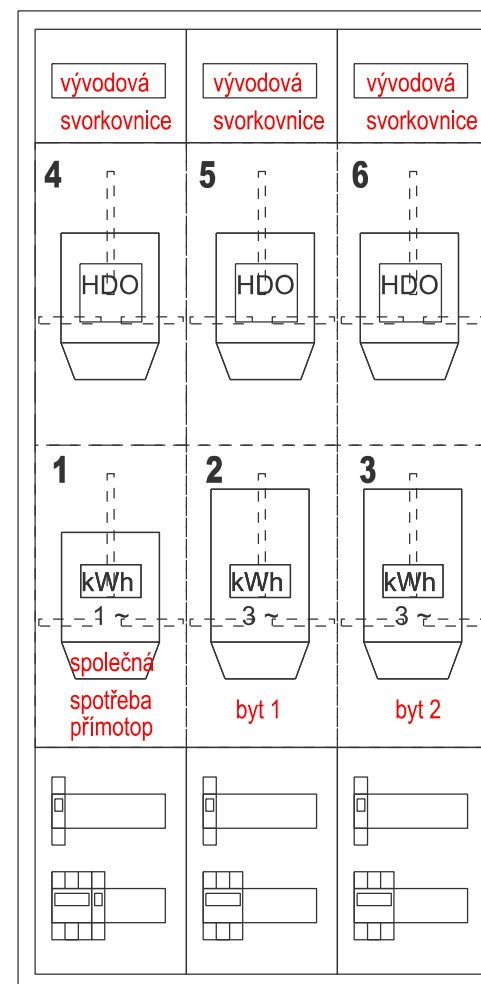 vývodová vývodová vývodová
svorkovnice svorkovnice svorkovnice
4 5 6
HDO HDO HDO
1 2 3
kWh kWh kWh
1 ~ 3 ~ 3 ~
společná
spotřeba byt 1 byt 2
přímotop